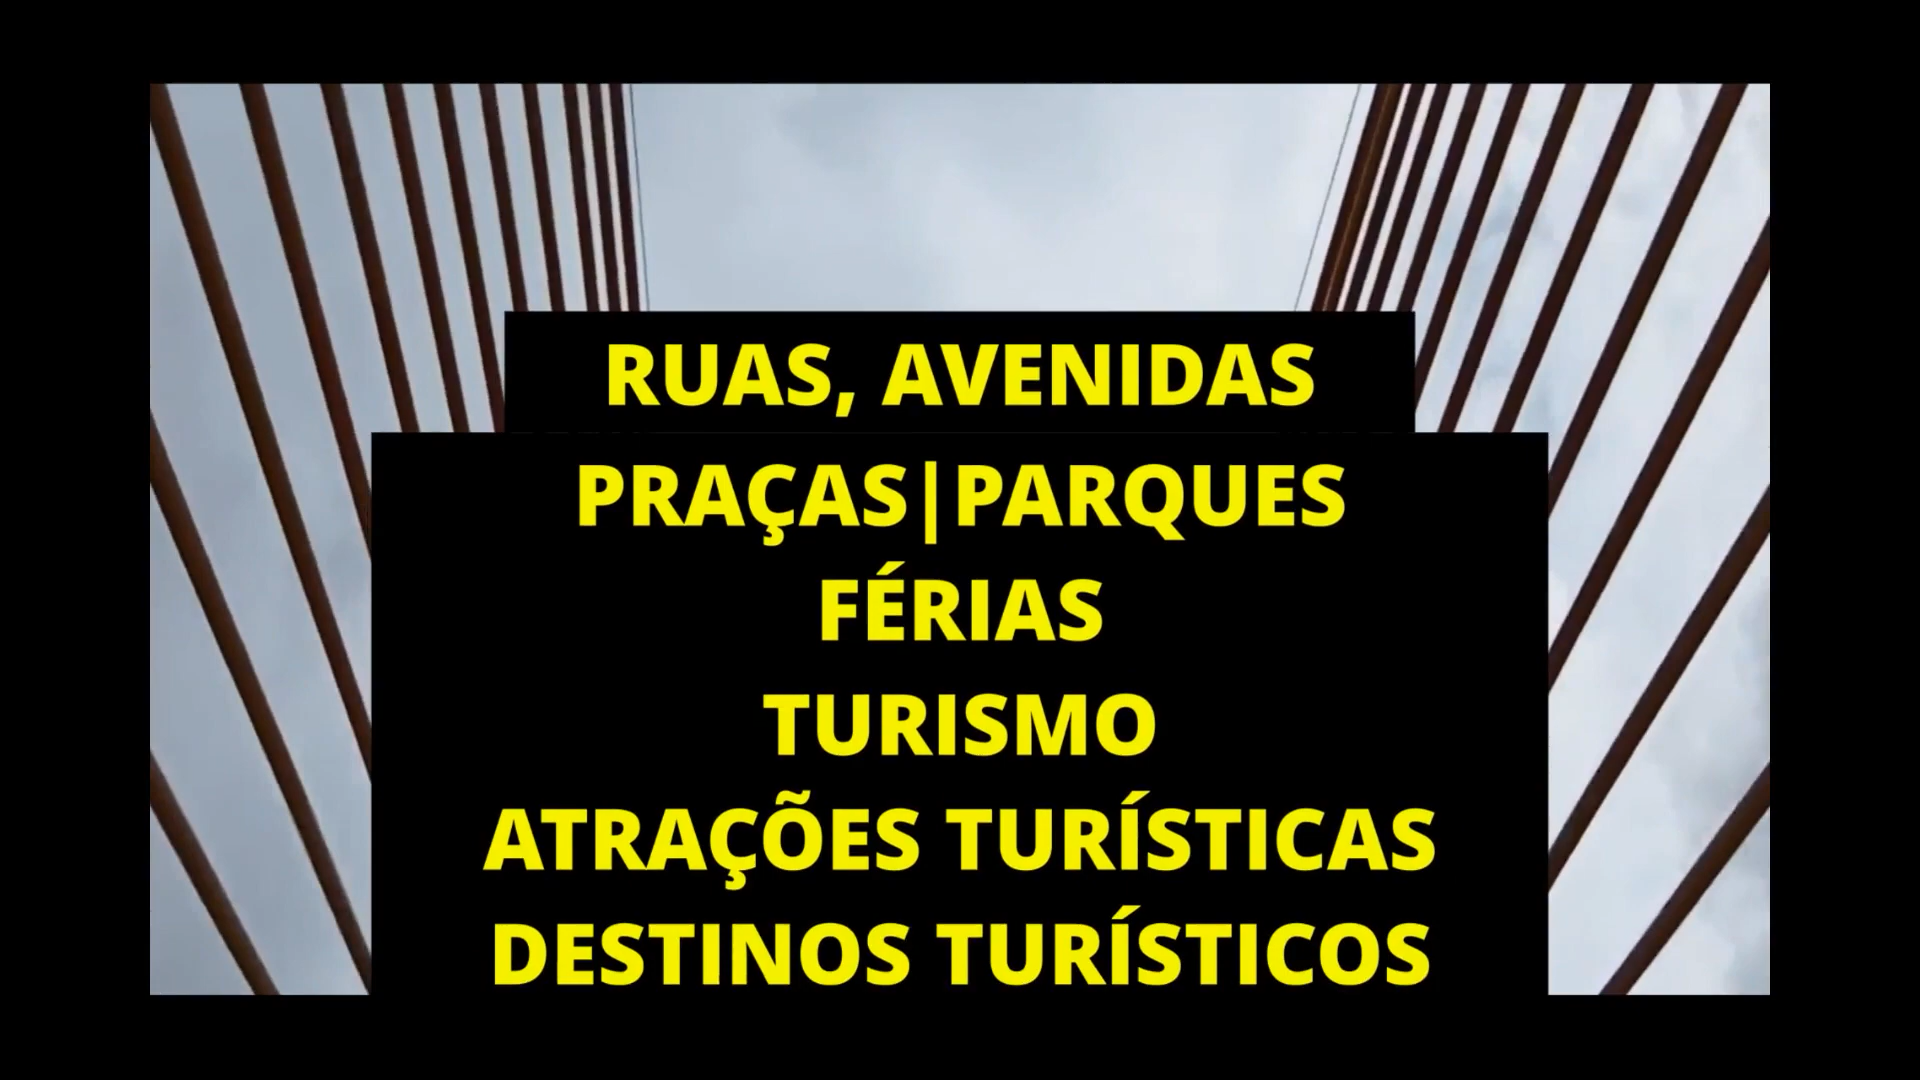 RUAS, AVENIDAS
PRAÇAS|PARQUES
FÉRIAS
TURISMO
ATRAÇÕES TURÍSTICAS
DESTINOS TURÍSTICOS